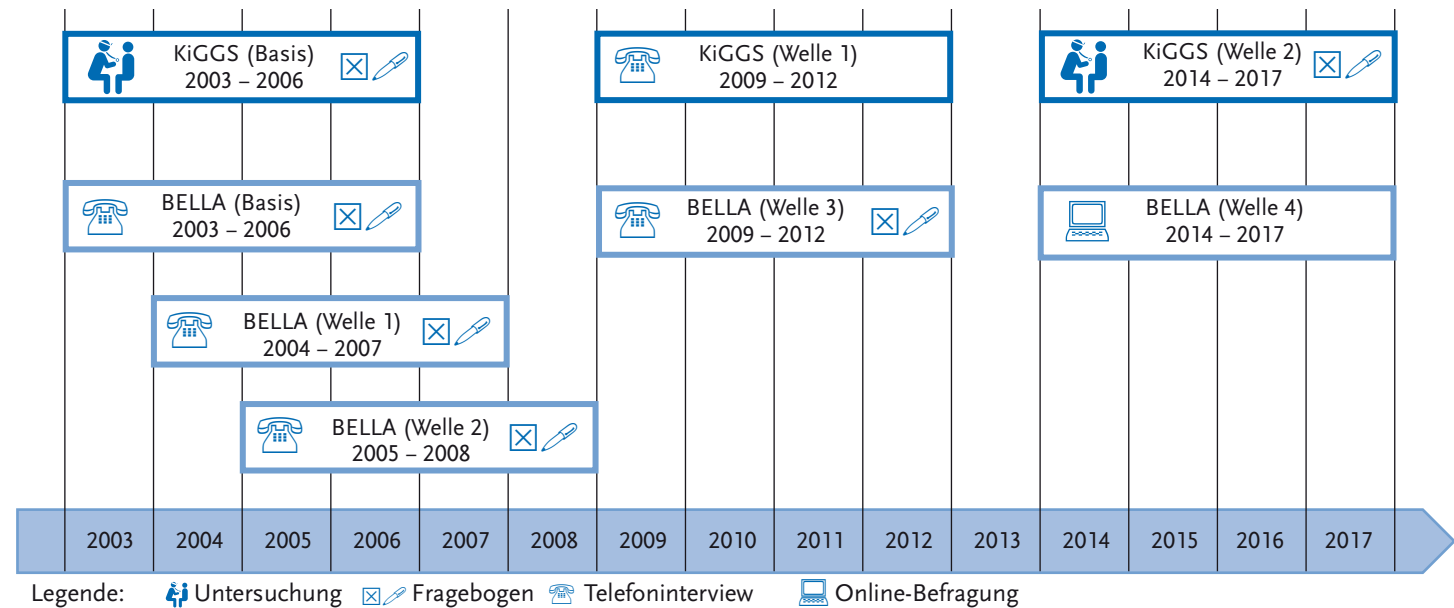 KiGGS (Basis)
2003 – 2006
KiGGS (Welle 1)
2009 – 2012
KiGGS (Welle 2)
2014 – 2017
BELLA (Basis)
2003 – 2006
BELLA (Welle 3)
2009 – 2012
BELLA (Welle 4)
2014 – 2017
BELLA (Welle 1)
2004 – 2007
BELLA (Welle 2)
2005 – 2008
2003 2004 2005 2006 2007 2008 2009 2010 2011 2012 2013 2014 2015 2016 2017
Legende: Untersuchung Fragebogen Telefoninterview Online-Befragung